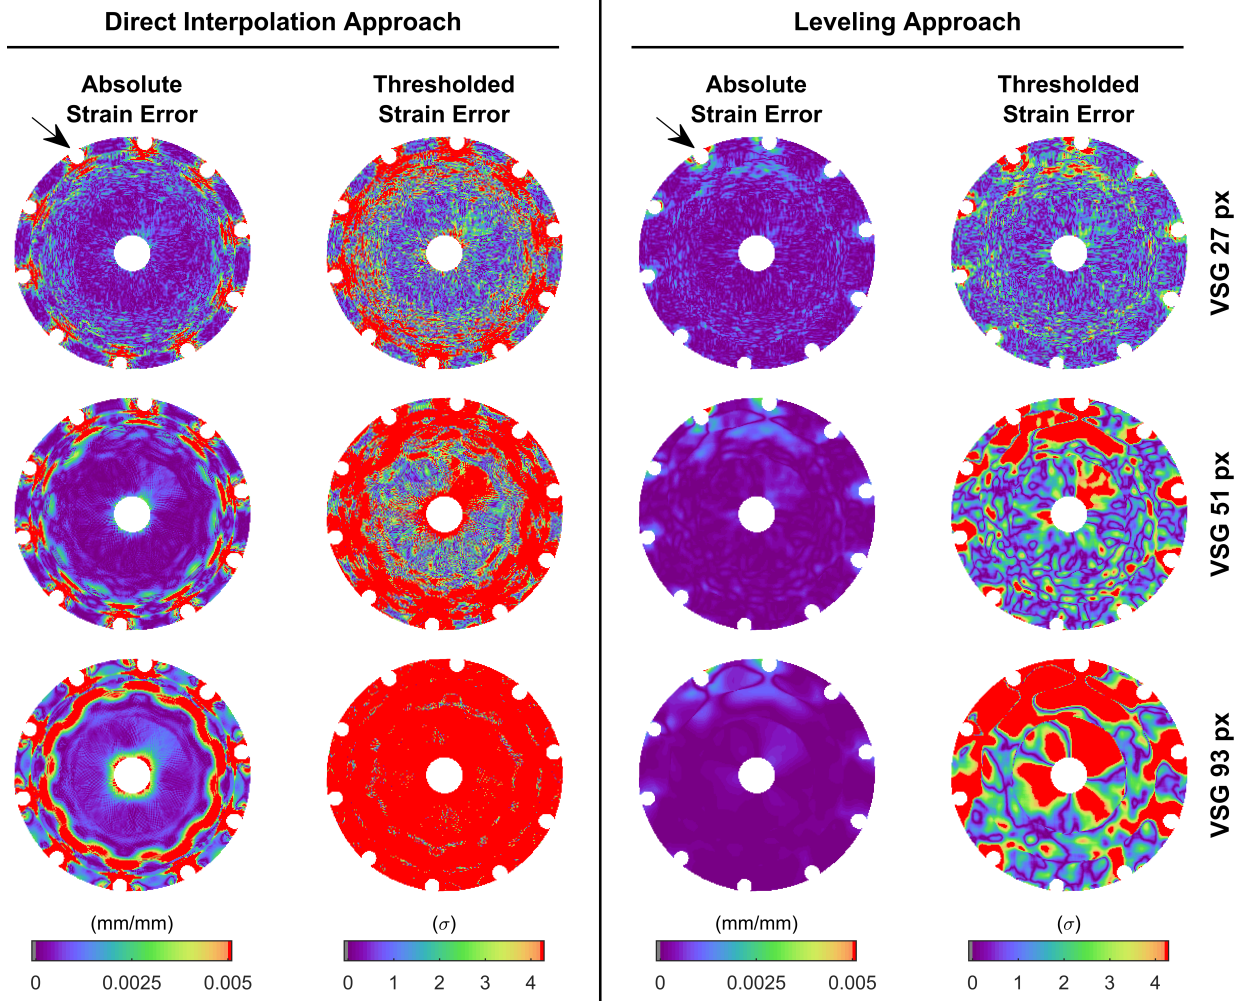 Direct Interpolation Approach
Absolute
Strain Error
Thresholded
Strain Error
(mm/mm)
0 0.0025 0.005
(σ)
0 1 2 3 4
Leveling Approach
Absolute
Strain Error
Thresholded
Strain Error
VSG 27 px
VSG 51 px
VSG 93 px
(mm/mm)
0 0.0025 0.005
(σ)
0 1 2 3 4